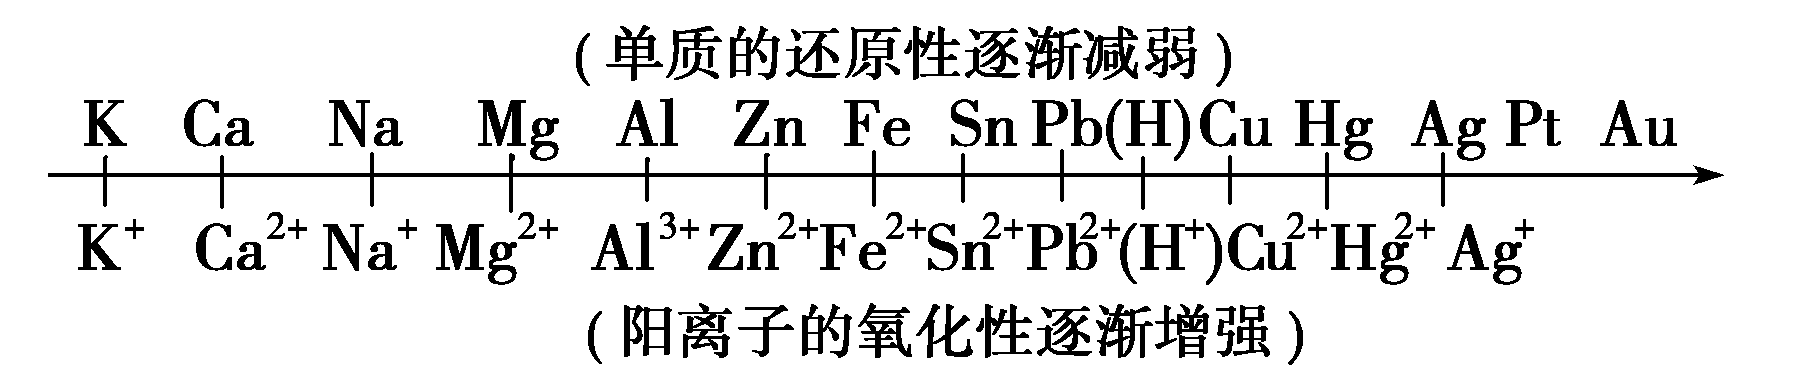 (单质的还原性逐渐减弱)
K Ca Na Mg Al Zn Fe Sn Pb (H) Cu Hg Ag Pt Au
K⁺ Ca²⁺ Na⁺ Mg²⁺ Al³⁺ Zn²⁺ Fe²⁺ Sn²⁺ Pb²⁺ (H⁺) Cu²⁺ Hg²⁺ Ag⁺
(阳离子的氧化性逐渐增强)